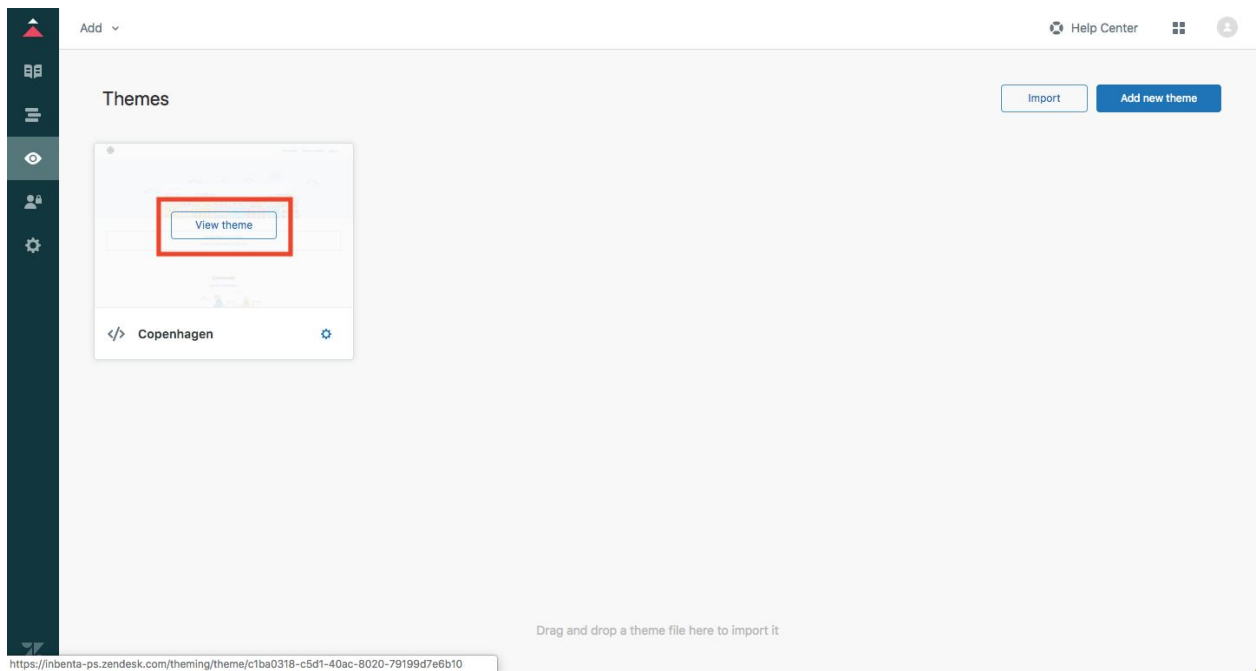 Add
Help Center
Themes
Import
Add new theme
View theme
</> Copenhagen
Drag and drop a theme file here to import it
https://inbenta-ps.zendesk.com/theming/theme/c1ba0318-c5d1-40ac-8020-79199d7e6b10